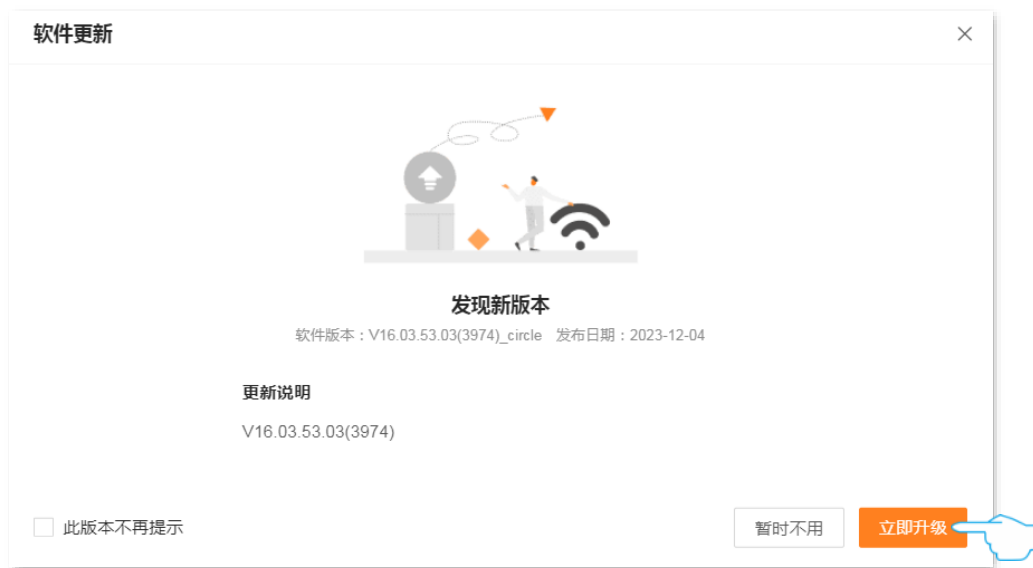 软件更新
发现新版本
软件版本：V16.03.53.03(3974)_circle 发布日期：2023-12-04
更新说明
V16.03.53.03(3974)
此版本不再提示
暂时不用
立即升级